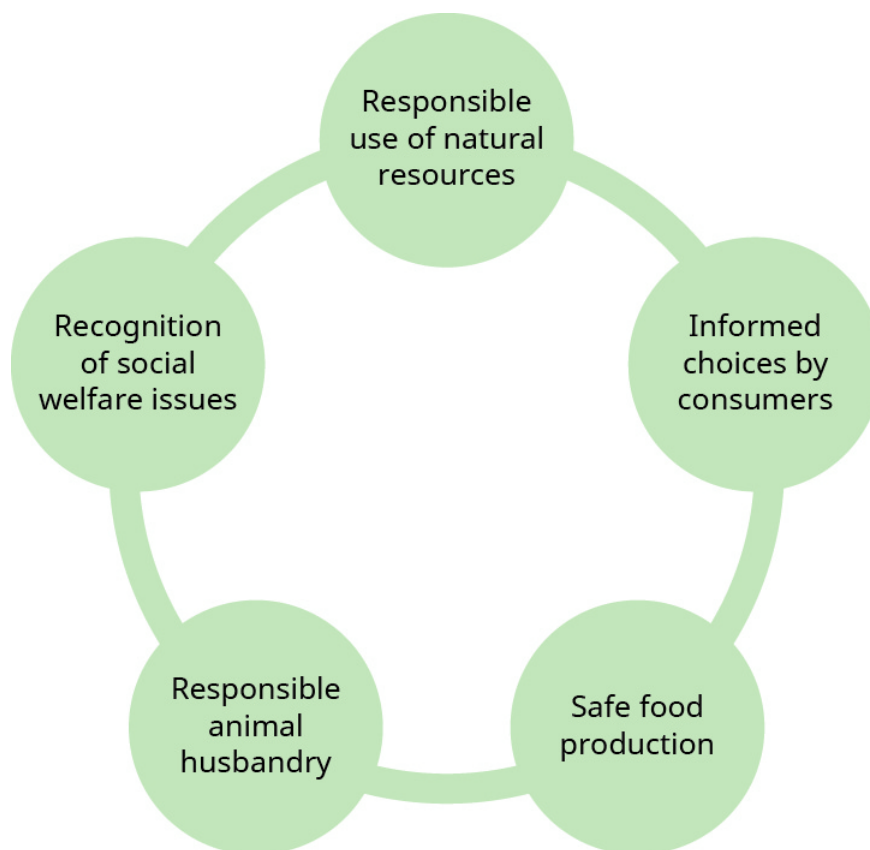 Responsible
use of natural
resources
Informed
choices by
consumers
Safe food
production
Responsible
animal
husbandry
Recognition
of social
welfare issues